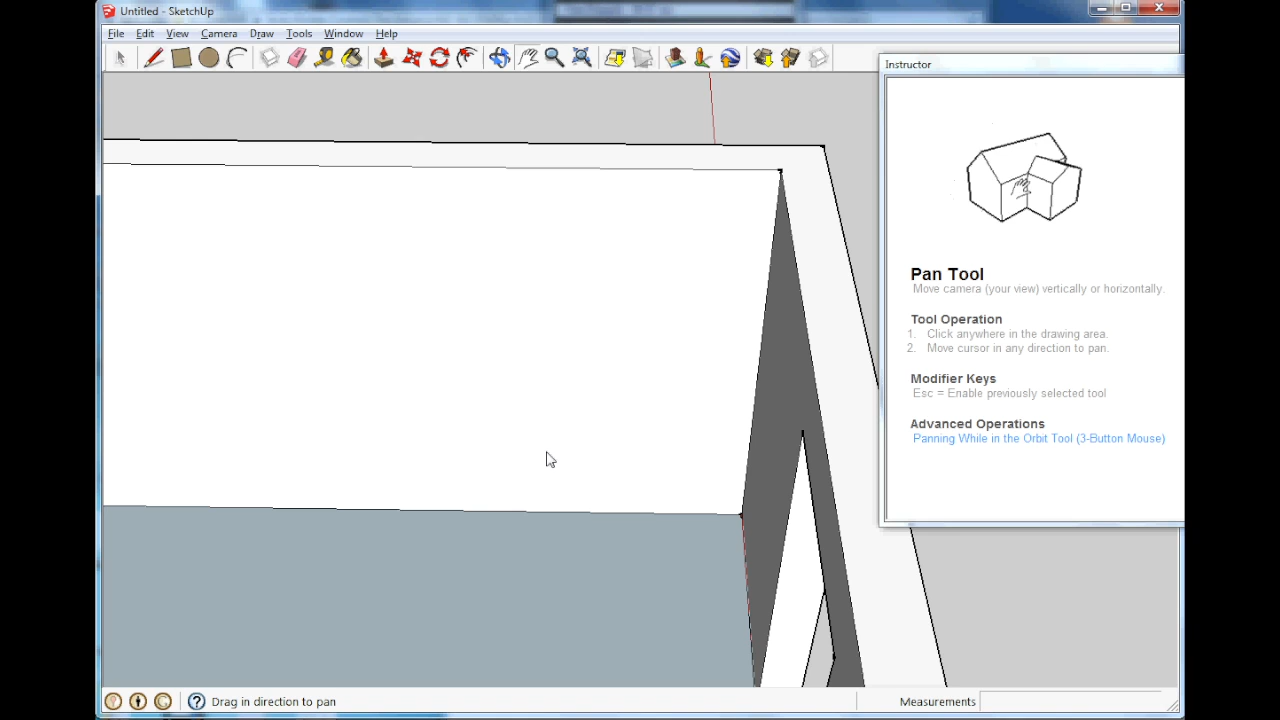 Untitled - SketchUp
File Edit View Camera Draw Tools Window Help
Instructor
Pan Tool
Move camera (your view) vertically or horizontally.
Tool Operation
1. Click anywhere in the drawing area.
2. Move cursor in any direction to pan.
Modifier Keys
Esc = Enable previously selected tool
Advanced Operations
Panning While in the Orbit Tool (3-Button Mouse)
Drag in direction to pan
Measurements